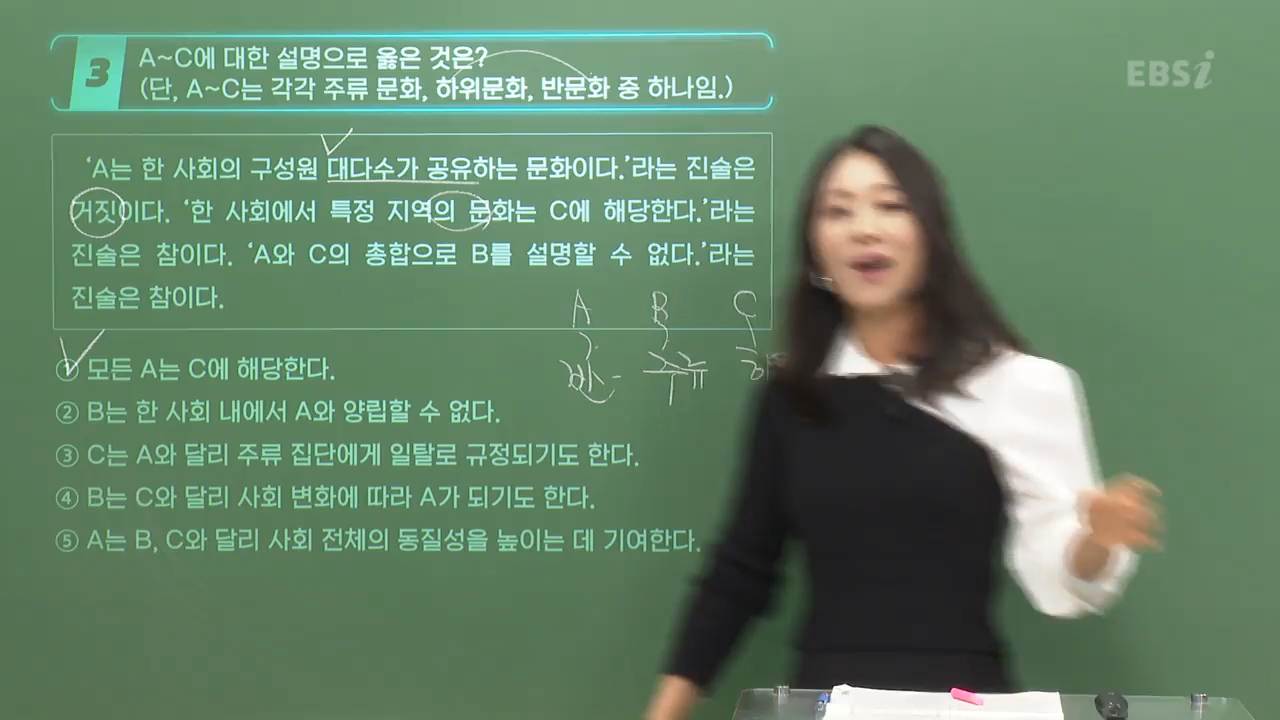 3
A~C에 대한 설명으로 옳은 것은?
(단, A~C는 각각 주류 문화, 하위문화, 반문화 중 하나임.)
EBSi
‘A는 한 사회의 구성원 대다수가 공유하는 문화이다.’라는 진술은
거짓이다. ‘한 사회에서 특정 지역의 문화는 C에 해당한다.’라는
진술은 참이다. ‘A와 C의 총합으로 B를 설명할 수 없다.’라는
진술은 참이다.
A B C
반 주류 하
① 모든 A는 C에 해당한다.
② B는 한 사회 내에서 A와 양립할 수 없다.
③ C는 A와 달리 주류 집단에게 일탈로 규정되기도 한다.
④ B는 C와 달리 사회 변화에 따라 A가 되기도 한다.
⑤ A는 B, C와 달리 사회 전체의 동질성을 높이는 데 기여한다.